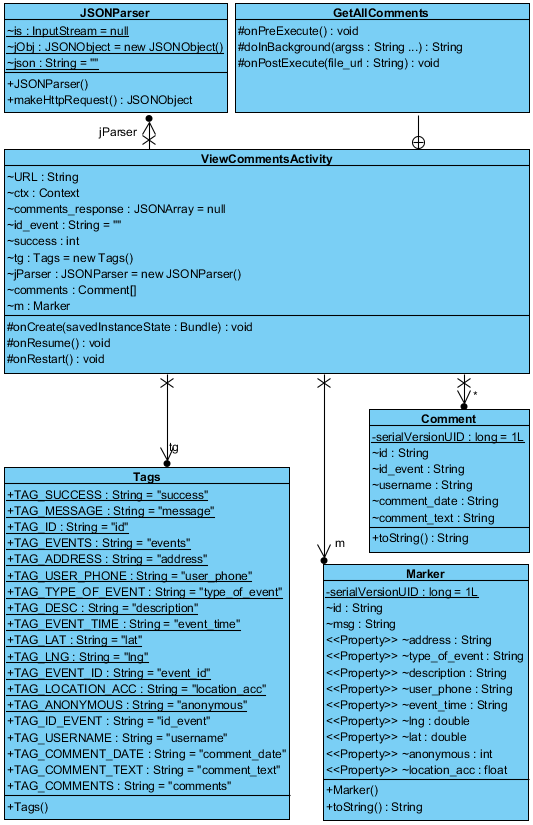 JSONParser
~is : InputStream = null
~jObj : JSONObject = new JSONObject()
~json : String = ""
+JSONParser()
+makeHttpRequest() : JSONObject
GetAllComments
#onPreExecute() : void
#doInBackground(argss : String ...) : String
#onPostExecute(file_url : String) : void
jParser
ViewCommentsActivity
~URL : String
~ctx : Context
~comments_response : JSONArray = null
~id_event : String = ""
~success : int
~tg : Tags = new Tags()
~jParser : JSONParser = new JSONParser()
~comments : Comment[]
~m : Marker
#onCreate(savedInstanceState : Bundle) : void
#onResume() : void
#onRestart() : void
*
Comment
-serialVersionUID : long = 1L
~id : String
~id_event : String
~username : String
~comment_date : String
~comment_text : String
+toString() : String
tg
Tags
+TAG_SUCCESS : String = "success"
+TAG_MESSAGE : String = "message"
+TAG_ID : String = "id"
+TAG_EVENTS : String = "events"
+TAG_ADDRESS : String = "address"
+TAG_USER_PHONE : String = "user_phone"
+TAG_TYPE_OF_EVENT : String = "type_of_event"
+TAG_DESC : String = "description"
+TAG_EVENT_TIME : String = "event_time"
+TAG_LAT : String = "lat"
+TAG_LNG : String = "lng"
+TAG_EVENT_ID : String = "event_id"
+TAG_LOCATION_ACC : String = "location_acc"
+TAG_ANONYMOUS : String = "anonymous"
+TAG_ID_EVENT : String = "id_event"
+TAG_USERNAME : String = "username"
+TAG_COMMENT_DATE : String = "comment_date"
+TAG_COMMENT_TEXT : String = "comment_text"
+TAG_COMMENTS : String = "comments"
+Tags()
m
Marker
-serialVersionUID : long = 1L
~id : String
~msg : String
<<Property>> ~address : String
<<Property>> ~type_of_event : String
<<Property>> ~description : String
<<Property>> ~user_phone : String
<<Property>> ~event_time : String
<<Property>> ~lng : double
<<Property>> ~lat : double
<<Property>> ~anonymous : int
<<Property>> ~location_acc : float
+Marker()
+toString() : String